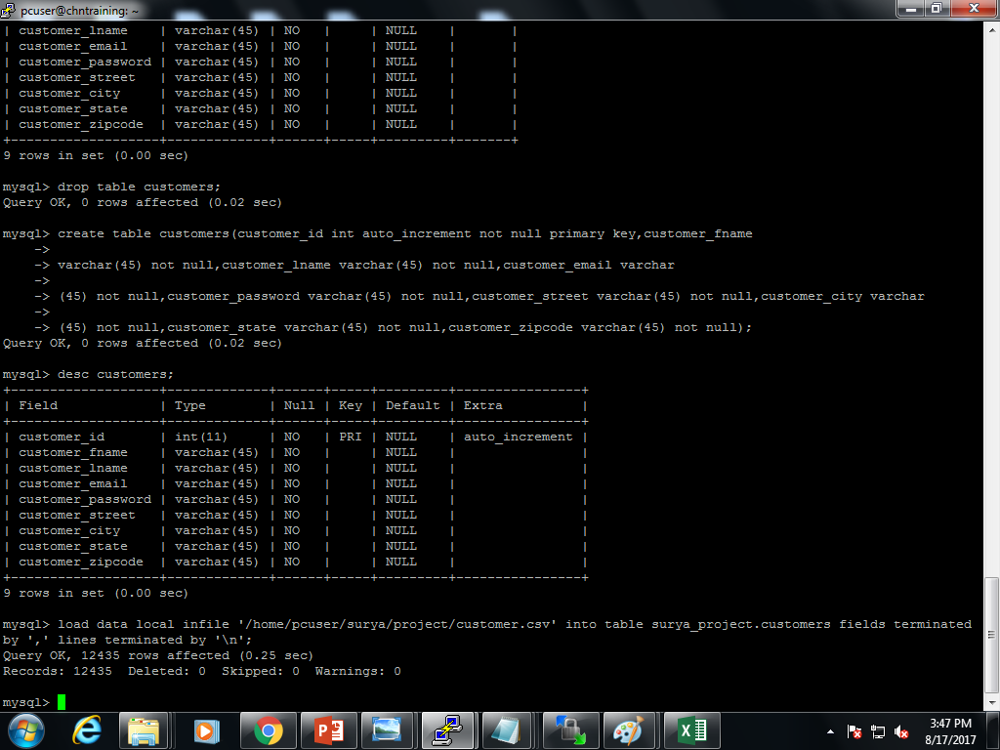 pcuser@chntraining: ~
| customer_lname    | varchar(45) | NO   |     | NULL    |       |
| customer_email    | varchar(45) | NO   |     | NULL    |       |
| customer_password | varchar(45) | NO   |     | NULL    |       |
| customer_street   | varchar(45) | NO   |     | NULL    |       |
| customer_city     | varchar(45) | NO   |     | NULL    |       |
| customer_state    | varchar(45) | NO   |     | NULL    |       |
| customer_zipcode  | varchar(45) | NO   |     | NULL    |       |
+-------------------+-------------+------+-----+---------+-------+
9 rows in set (0.00 sec)
mysql> drop table customers;
Query OK, 0 rows affected (0.02 sec)
mysql> create table customers(customer_id int auto_increment not null primary key,customer_fname
    ->
    -> varchar(45) not null,customer_lname varchar(45) not null,customer_email varchar
    ->
    -> (45) not null,customer_password varchar(45) not null,customer_street varchar(45) not null,customer_city varchar
    ->
    -> (45) not null,customer_state varchar(45) not null,customer_zipcode varchar(45) not null);
Query OK, 0 rows affected (0.02 sec)
mysql> desc customers;
+-------------------+-------------+------+-----+---------+----------------+
| Field             | Type        | Null | Key | Default | Extra          |
+-------------------+-------------+------+-----+---------+----------------+
| customer_id       | int(11)     | NO   | PRI | NULL    | auto_increment |
| customer_fname    | varchar(45) | NO   |     | NULL    |                |
| customer_lname    | varchar(45) | NO   |     | NULL    |                |
| customer_email    | varchar(45) | NO   |     | NULL    |                |
| customer_password | varchar(45) | NO   |     | NULL    |                |
| customer_street   | varchar(45) | NO   |     | NULL    |                |
| customer_city     | varchar(45) | NO   |     | NULL    |                |
| customer_state    | varchar(45) | NO   |     | NULL    |                |
| customer_zipcode  | varchar(45) | NO   |     | NULL    |                |
+-------------------+-------------+------+-----+---------+----------------+
9 rows in set (0.00 sec)
mysql> load data local infile '/home/pcuser/surya/project/customer.csv' into table surya_project.customers fields terminated
by ',' lines terminated by '\n';
Query OK, 12435 rows affected (0.25 sec)
Records: 12435  Deleted: 0  Skipped: 0  Warnings: 0
mysql>
3:47 PM
8/17/2017